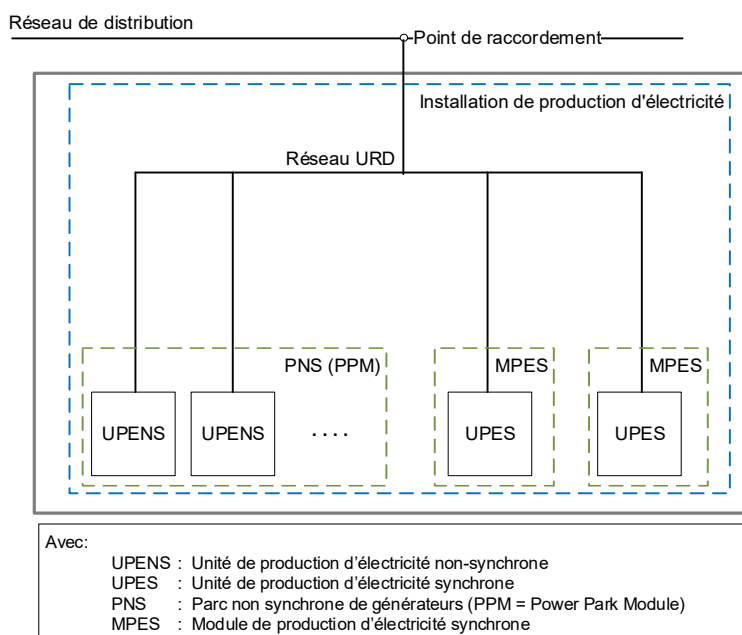 Réseau de distribution
Point de raccordement
Installation de production d'électricité
Réseau URD
PNS (PPM)
MPES
MPES
UPENS
UPENS
....
UPES
UPES
Avec:
UPENS : Unité de production d’électricité non-synchrone
UPES : Unité de production d’électricité synchrone
PNS : Parc non synchrone de générateurs (PPM = Power Park Module)
MPES : Module de production d’électricité synchrone